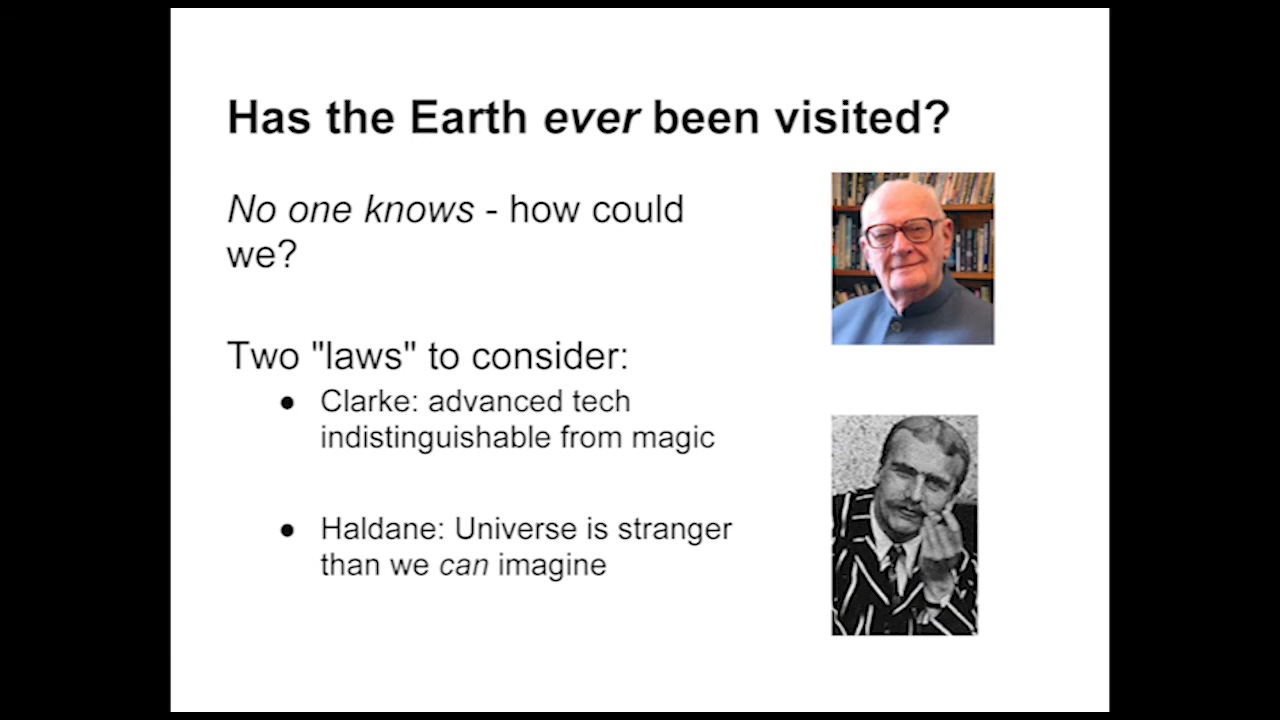 Has the Earth ever been visited?
No one knows - how could
we?
Two "laws" to consider:
● Clarke: advanced tech
indistinguishable from magic
● Haldane: Universe is stranger
than we can imagine